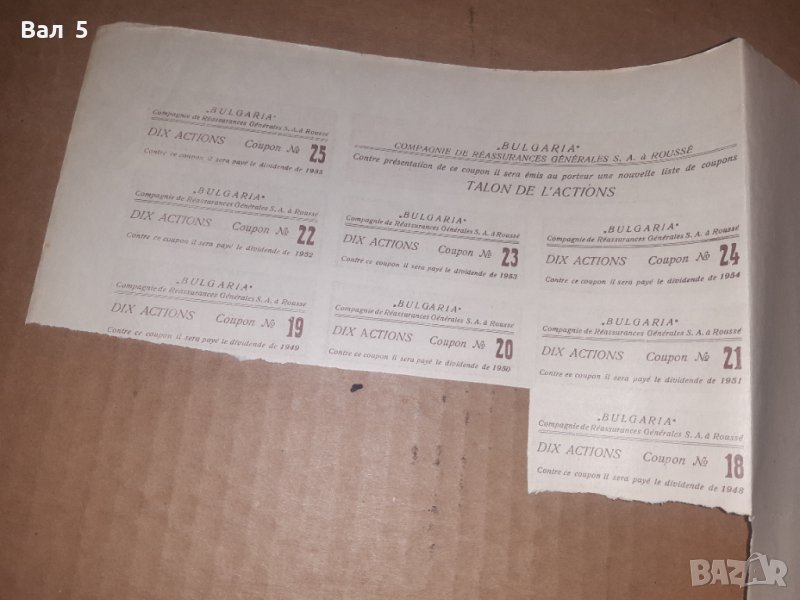 Вал 5
„BULGARIA“
Compagnie de Réassurances Générales S. A. à Roussé
DIX ACTIONS Coupon № 25
Contre ce coupon il sera payé le dividende de 1955
„BULGARIA“
COMPAGNIE DE RÉASSURANCES GÉNÉRALES S. A. à ROUSSÉ
Contre présentation de ce coupon il sera émis au porteur une nouvelle liste de coupons
TALON DE L'ACTIONS
„BULGARIA“
Compagnie de Réassurances Générales S. A. à Roussé
DIX ACTIONS Coupon № 22
Contre ce coupon il sera payé le dividende de 1952
„BULGARIA“
Compagnie de Réassurances Générales S. A. à Roussé
DIX ACTIONS Coupon № 23
Contre ce coupon il sera payé le dividende de 1953
„BULGARIA“
Compagnie de Réassurances Générales S. A. à Roussé
DIX ACTIONS Coupon № 24
Contre ce coupon il sera payé le dividende de 1954
„BULGARIA“
Compagnie de Réassurances Générales S. A. à Roussé
DIX ACTIONS Coupon № 19
Contre ce coupon il sera payé le dividende de 1949
„BULGARIA“
Compagnie de Réassurances Générales S. A. à Roussé
DIX ACTIONS Coupon № 20
Contre ce coupon il sera payé le dividende de 1950
„BULGARIA“
Compagnie de Réassurances Générales S. A. à Roussé
DIX ACTIONS Coupon № 21
Contre ce coupon il sera payé le dividende de 1951
„BULGARIA“
Compagnie de Réassurances Générales S. A. à Roussé
DIX ACTIONS Coupon № 18
Contre ce coupon il sera payé le dividende de 1948
BAZAR